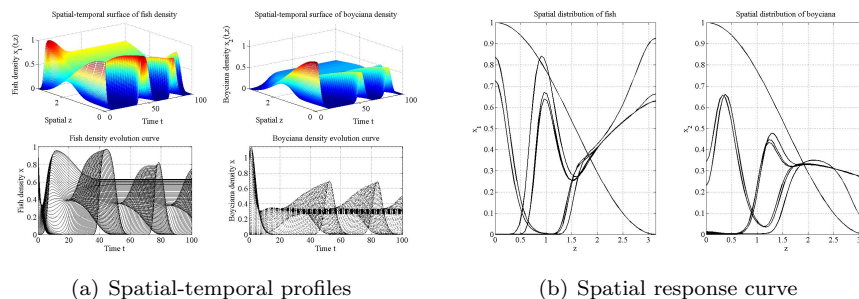 Spatial-temporal surface of fish density
Fish density x₁(t,z)
1
0.5
0
2
0
0
50
100
Spatial z
Time t
Spatial-temporal surface of boyciana density
Boyciana density x₂(t,z)
1
0.5
0
2
0
0
50
100
Spatial z
Time t
Fish density evolution curve
Fish density x
1
0.8
0.6
0.4
0.2
0
0
20
40
60
80
100
Time t
Boyciana density evolution curve
Boyciana density x
1
0.8
0.6
0.4
0.2
0
0
20
40
60
80
100
Time t
(a) Spatial-temporal profiles
Spatial distribution of fish
x₁
1
0.9
0.8
0.7
0.6
0.5
0.4
0.3
0.2
0.1
0
0 0.5 1 1.5 2 2.5 3
z
Spatial distribution of boyciana
x₂
1
0.9
0.8
0.7
0.6
0.5
0.4
0.3
0.2
0.1
0
0 0.5 1 1.5 2 2.5 3
z
(b) Spatial response curve